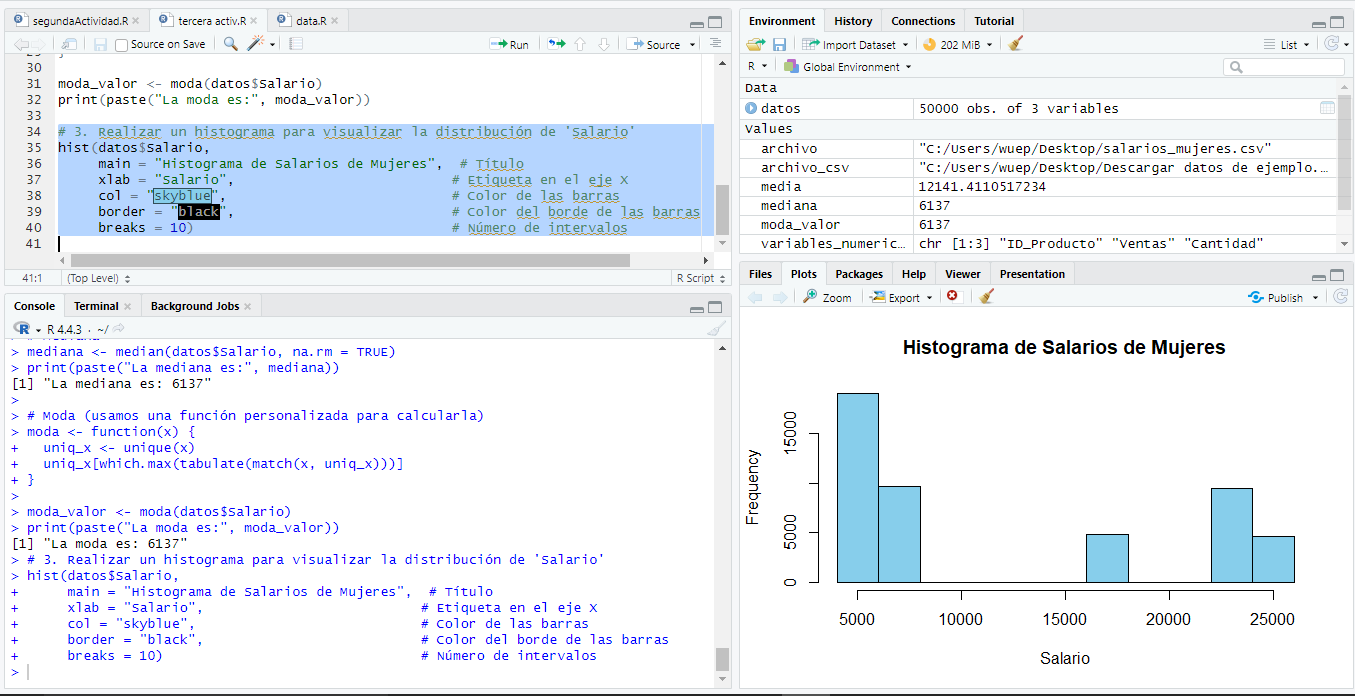 segundaActividad.R
tercera activ.R
data.R
Source on Save
Run
Source
30
31 moda_valor <- moda(datos$Salario)
32 print(paste("La moda es:", moda_valor))
33
34 # 3. Realizar un histograma para visualizar la distribución de 'Salario'
35 hist(datos$Salario,
36 main = "Histograma de Salarios de Mujeres", # Título
37 xlab = "Salario", # Etiqueta en el eje X
38 col = "skyblue", # Color de las barras
39 border = "black", # Color del borde de las barras
40 breaks = 10) # Número de intervalos
41
41:1 (Top Level) R Script
Console Terminal Background Jobs
R 4.4.3 · ~/
> mediana <- median(datos$Salario, na.rm = TRUE)
> print(paste("La mediana es:", mediana))
[1] "La mediana es: 6137"
>
> # Moda (usamos una función personalizada para calcularla)
> moda <- function(x) {
+ uniq_x <- unique(x)
+ uniq_x[which.max(tabulate(match(x, uniq_x)))]
+ }
>
> moda_valor <- moda(datos$Salario)
> print(paste("La moda es:", moda_valor))
[1] "La moda es: 6137"
> # 3. Realizar un histograma para visualizar la distribución de 'Salario'
> hist(datos$Salario,
+ main = "Histograma de Salarios de Mujeres", # Título
+ xlab = "Salario", # Etiqueta en el eje X
+ col = "skyblue", # Color de las barras
+ border = "black", # Color del borde de las barras
+ breaks = 10) # Número de intervalos
>
Environment History Connections Tutorial
Import Dataset 202 MiB List
R Global Environment
Data
datos 50000 obs. of 3 variables
Values
archivo "C:/Users/wuep/Desktop/salarios_mujeres.csv"
archivo_csv "C:/Users/wuep/Desktop/Descargar datos de ejemplo...
media 12141.4110517234
mediana 6137
moda_valor 6137
variables_numeric... chr [1:3] "ID_Producto" "Ventas" "Cantidad"
Files Plots Packages Help Viewer Presentation
Zoom Export Publish
Histograma de Salarios de Mujeres
Frequency
15000
5000
0
5000 10000 15000 20000 25000
Salario